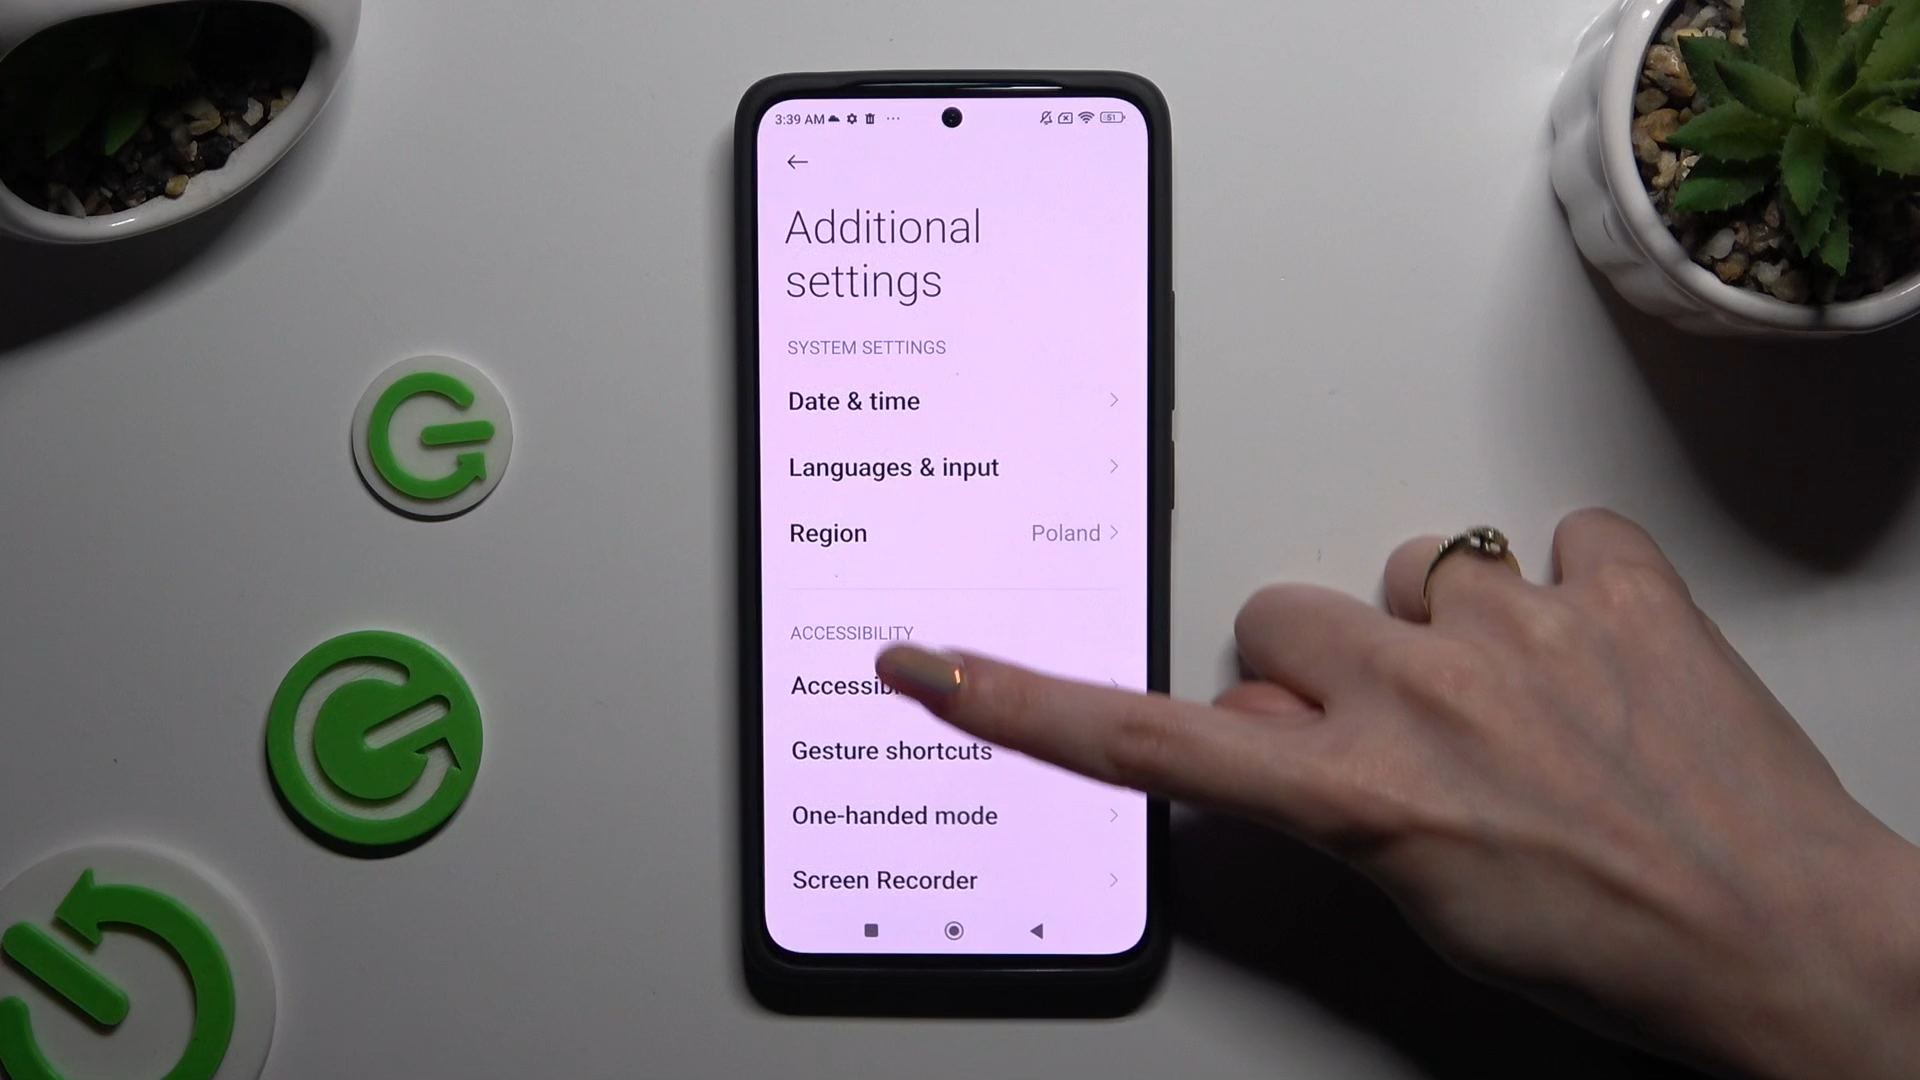 3:39 AM
51
Additional
settings
SYSTEM SETTINGS
Date & time
Languages & input
Region Poland
ACCESSIBILITY
Gesture shortcuts
One-handed mode
Screen Recorder